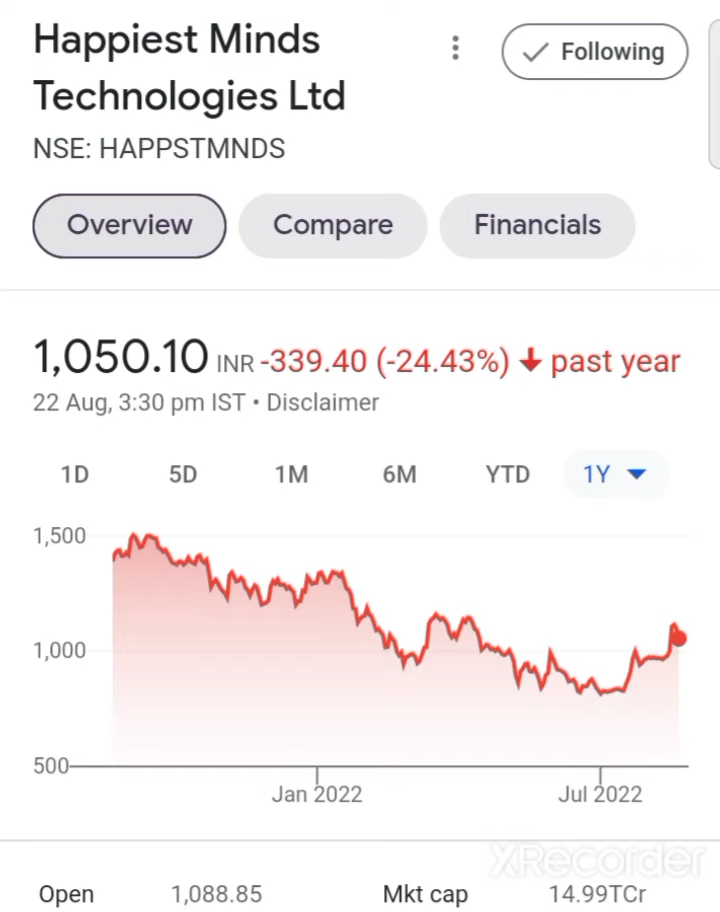 Happiest Minds
Technologies Ltd
Following
NSE: HAPPSTMNDS
Overview
Compare
Financials
1,050.10 INR -339.40 (-24.43%) ↓ past year
22 Aug, 3:30 pm IST • Disclaimer
1D 5D 1M 6M YTD 1Y
1,500
1,000
500
Jan 2022 Jul 2022
XRecorder
Open 1,088.85 Mkt cap 14.99TCr